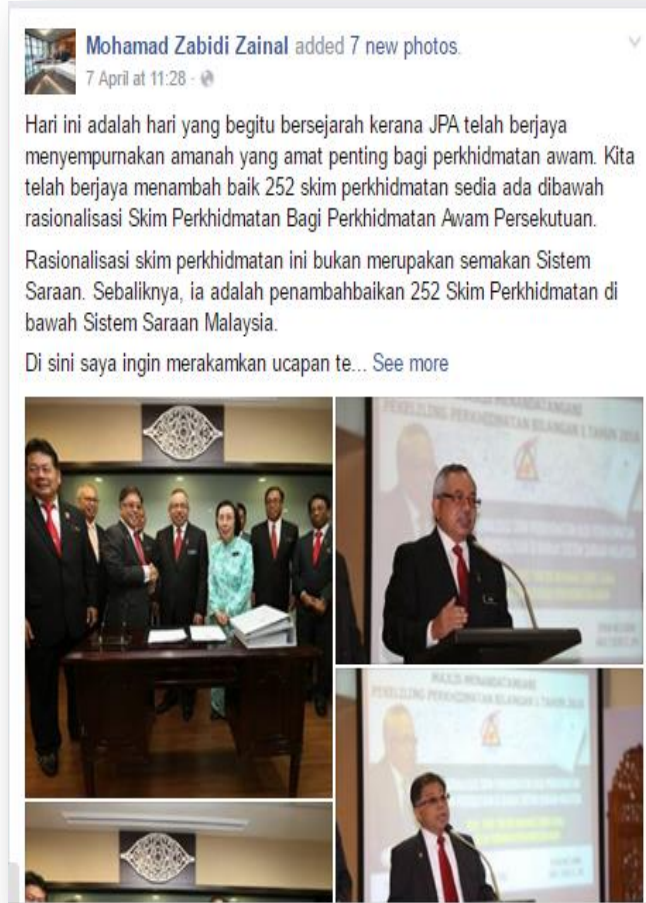 Mohamad Zabidi Zainal added 7 new photos.
7 April at 11:28
Hari ini adalah hari yang begitu bersejarah kerana JPA telah berjaya
menyempurnakan amanah yang amat penting bagi perkhidmatan awam. Kita
telah berjaya menambah baik 252 skim perkhidmatan sedia ada dibawah
rasionalisasi Skim Perkhidmatan Bagi Perkhidmatan Awam Persekutuan.
Rasionalisasi skim perkhidmatan ini bukan merupakan semakan Sistem
Saraan. Sebaliknya, ia adalah penambahbaikan 252 Skim Perkhidmatan di
bawah Sistem Saraan Malaysia.
Di sini saya ingin merakamkan ucapan te... See more
MENANDATANGANI
PEKELILING PERKHIDMATAN BILANGAN 1 TAHUN 2016
MAJLIS MENANDATANGANI
PEKELILING PERKHIDMATAN BILANGAN 1 TAHUN 2016